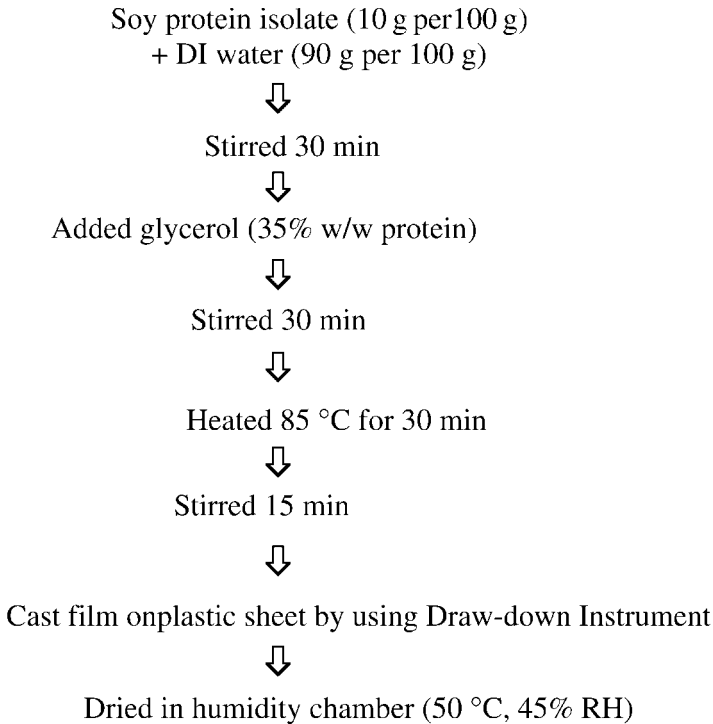 Soy protein isolate (10 g per100 g)
+ DI water (90 g per 100 g)
Stirred 30 min
Added glycerol (35% w/w protein)
Stirred 30 min
Heated 85 °C for 30 min
Stirred 15 min
Cast film onplastic sheet by using Draw-down Instrument
Dried in humidity chamber (50 °C, 45% RH)